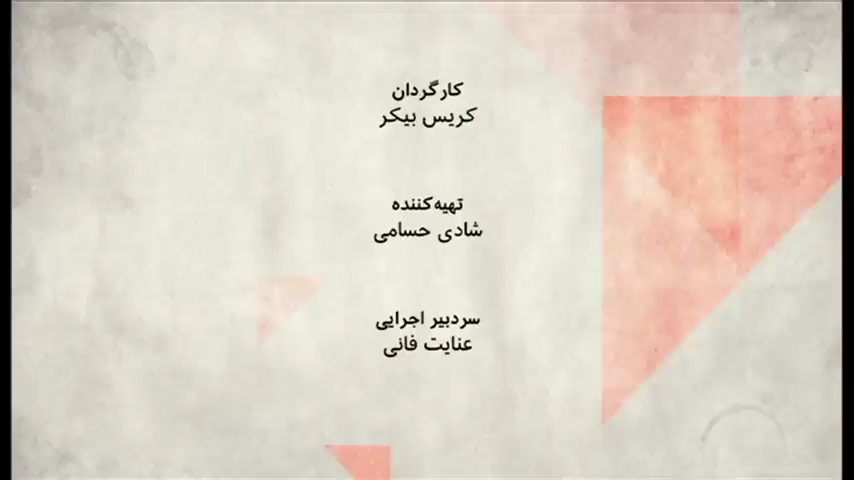 کارگردان
کریس بیکر
تهیه‌کننده
شادی حسامی
سردبیر اجرایی
عنایت فانی